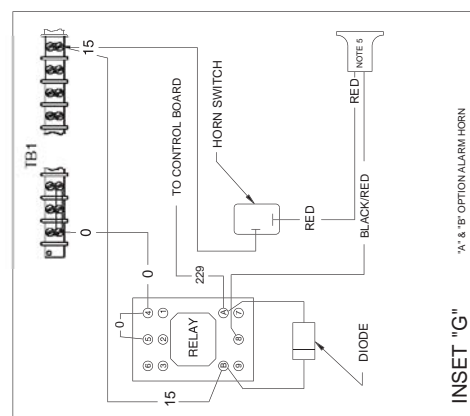 TB1
15
0
0
15
229
TO CONTROL BOARD
HORN SWITCH
RED
RED
BLACK/RED
NOTE 5
RELAY
4
1
A
7
0
5
2
8
6
3
B
9
DIODE
"A" & "B" OPTION ALARM HORN
INSET "G"